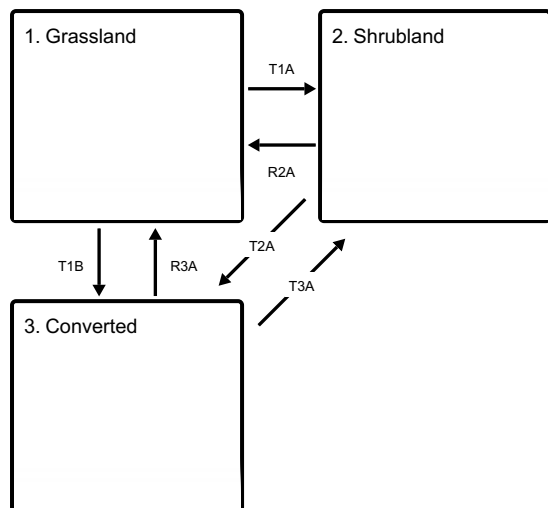 1. Grassland
2. Shrubland
T1A
R2A
T1B
R3A
T2A
T3A
3. Converted